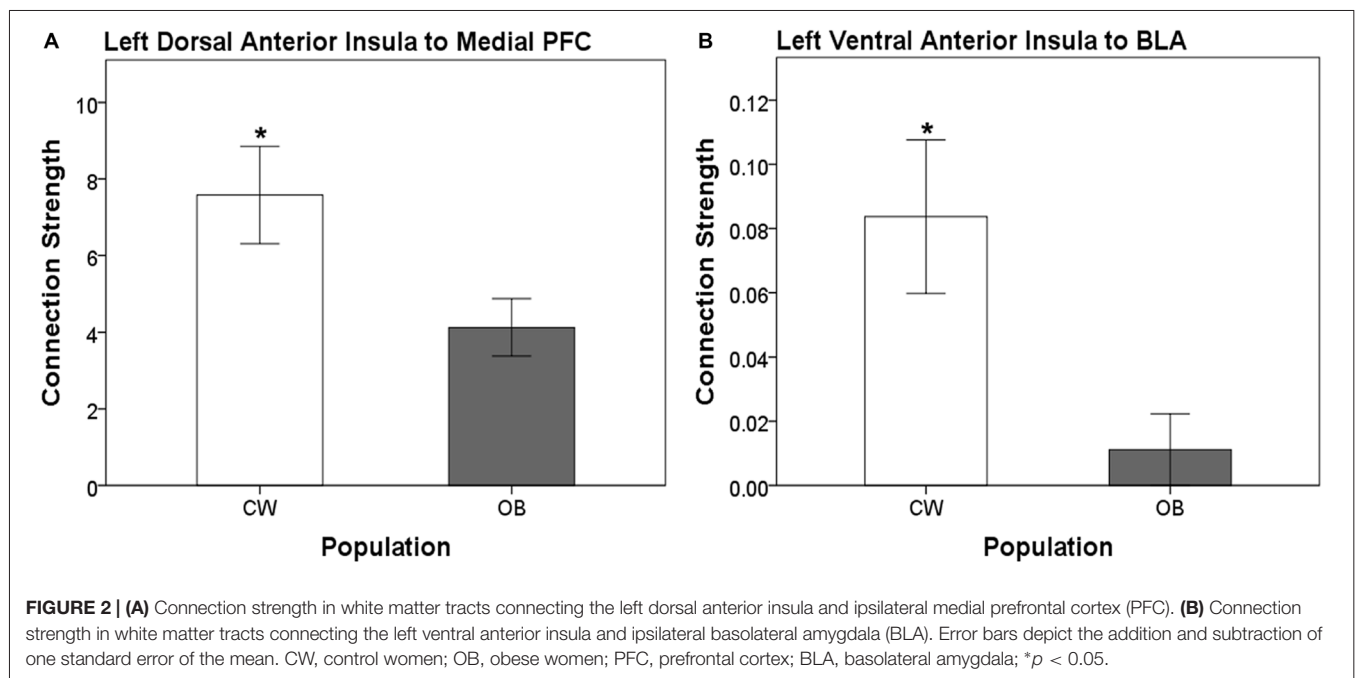 A Left Dorsal Anterior Insula to Medial PFC
Connection Strength
10
8
6
4
2
0
*
CW OB
Population
B Left Ventral Anterior Insula to BLA
Connection Strength
0.12
0.10
0.08
0.06
0.04
0.02
0.00
*
CW OB
Population
FIGURE 2 | (A) Connection strength in white matter tracts connecting the left dorsal anterior insula and ipsilateral medial prefrontal cortex (PFC). (B) Connection
strength in white matter tracts connecting the left ventral anterior insula and ipsilateral basolateral amygdala (BLA). Error bars depict the addition and subtraction of
one standard error of the mean. CW, control women; OB, obese women; PFC, prefrontal cortex; BLA, basolateral amygdala; *p < 0.05.